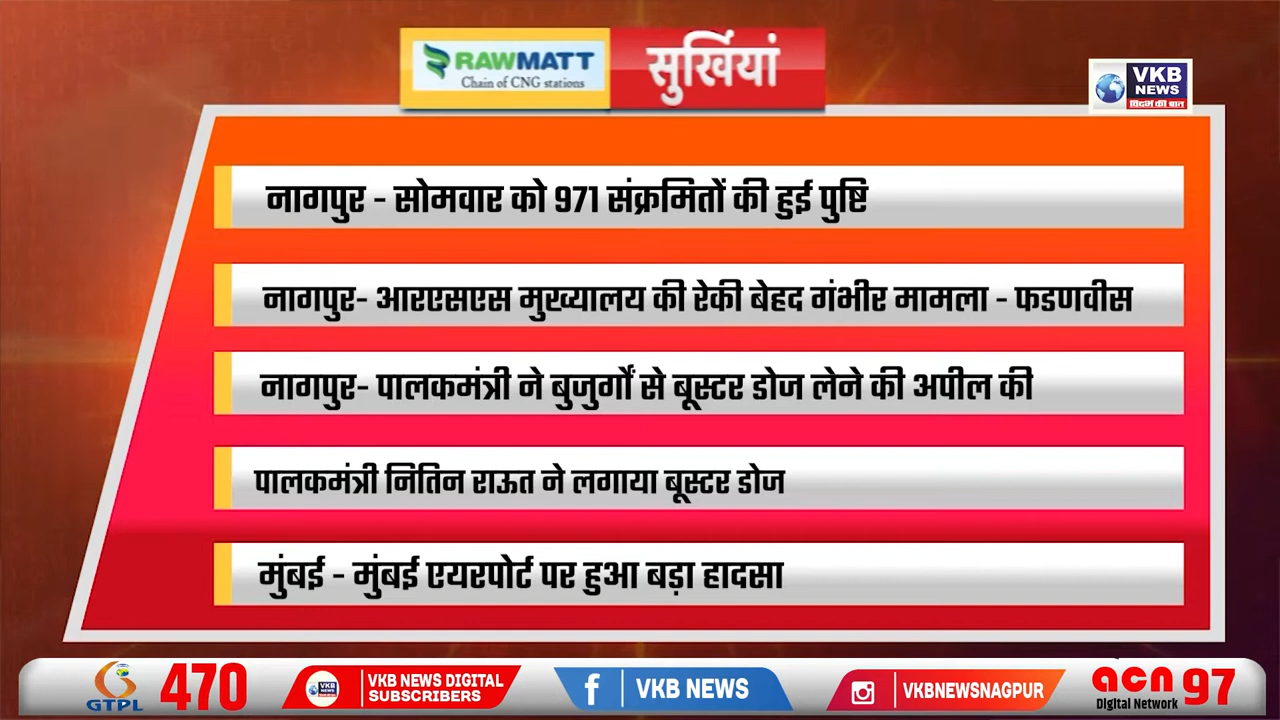 RAWMATT
Chain of CNG stations
सुर्खियां
VKB
NEWS
विदर्भ की बात
नागपुर - सोमवार को 971 संक्रमितों की हुई पुष्टि
नागपुर- आरएसएस मुख्यालय की रेकी बेहद गंभीर मामला - फडणवीस
नागपुर- पालकमंत्री ने बुजुर्गों से बूस्टर डोज लेने की अपील की
पालकमंत्री नितिन राऊत ने लगाया बूस्टर डोज
मुंबई - मुंबई एयरपोर्ट पर हुआ बड़ा हादसा
GTPL
470
VKB NEWS DIGITAL
SUBSCRIBERS
f
VKB NEWS
VKBNEWSNAGPUR
acn
Digital Network
97